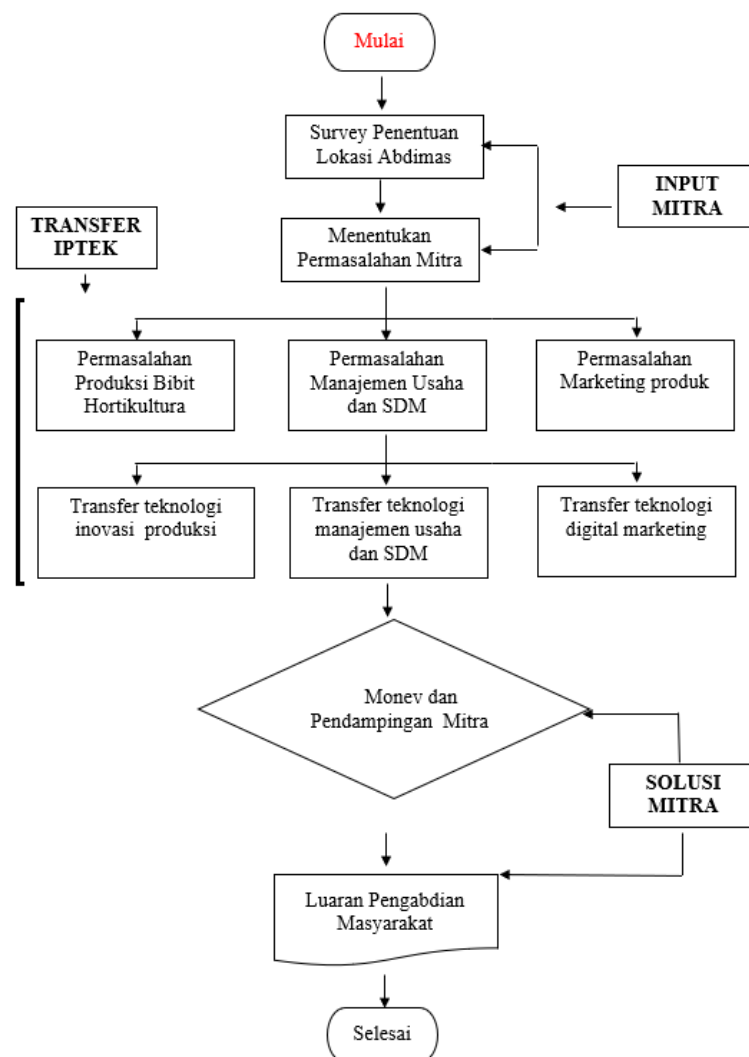 Mulai
Survey Penentuan
Lokasi Abdimas
INPUT
MITRA
TRANSFER
IPTEK
Menentukan
Permasalahan Mitra
Permasalahan
Produksi Bibit
Hortikultura
Permasalahan
Manajemen Usaha
dan SDM
Permasalahan
Marketing produk
Transfer teknologi
inovasi produksi
Transfer teknologi
manajemen usaha
dan SDM
Transfer teknologi
digital marketing
Monev dan
Pendampingan Mitra
SOLUSI
MITRA
Luaran Pengabdian
Masyarakat
Selesai